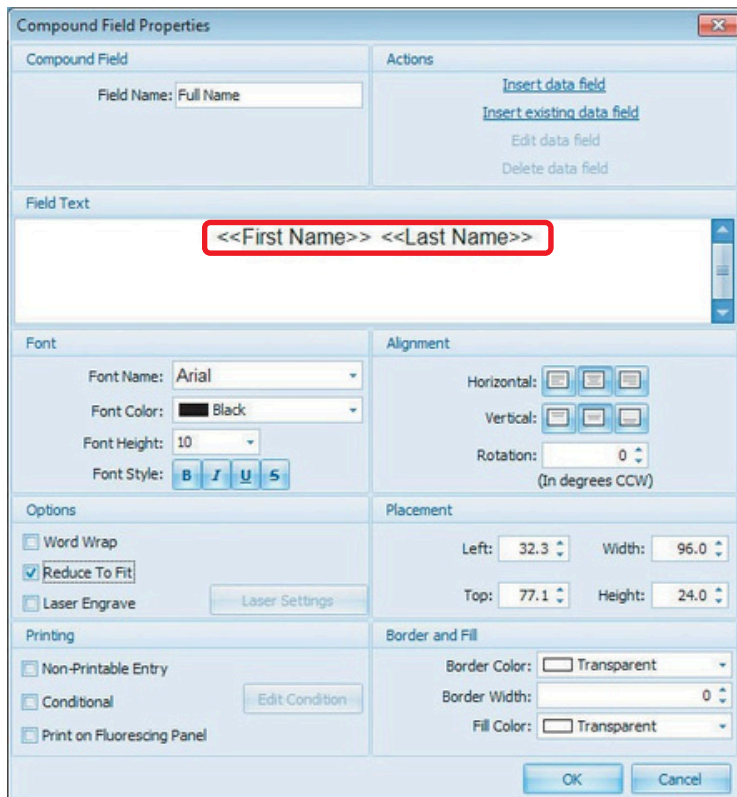 Compound Field Properties
Compound Field
Field Name: Full Name
Actions
Insert data field
Insert existing data field
Edit data field
Delete data field
Field Text
<<First Name>> <<Last Name>>
Font
Font Name: Arial
Font Color: Black
Font Height: 10
Font Style: B I U S
Alignment
Horizontal:
Vertical:
Rotation: 0
(In degrees CCW)
Options
Word Wrap
Reduce To Fit
Laser Engrave Laser Settings
Placement
Left: 32.3 Width: 96.0
Top: 77.1 Height: 24.0
Printing
Non-Printable Entry
Conditional Edit Condition
Print on Fluorescing Panel
Border and Fill
Border Color: Transparent
Border Width: 0
Fill Color: Transparent
OK Cancel